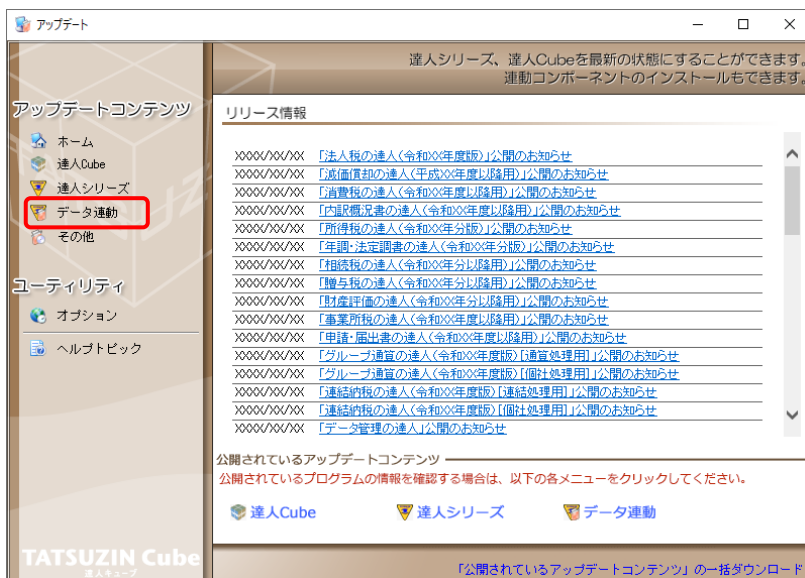 アップデート
達人シリーズ、達人Cubeを最新の状態にすることができます。
連動コンポーネントのインストールもできます。
アップデートコンテンツ
ホーム
達人Cube
達人シリーズ
データ連動
その他
ユーティリティ
オプション
ヘルプトピック
TATSUZIN Cube
達人キューブ
リリース情報
XXXX/XX/XX 「法人税の達人(令和XX年度版)」公開のお知らせ
XXXX/XX/XX 「減価償却の達人(平成XX年度以降用)」公開のお知らせ
XXXX/XX/XX 「消費税の達人(令和XX年度以降用)」公開のお知らせ
XXXX/XX/XX 「内訳概況書の達人(令和XX年度以降用)」公開のお知らせ
XXXX/XX/XX 「所得税の達人(令和XX年分版)」公開のお知らせ
XXXX/XX/XX 「年調・法定調書の達人(令和XX年分版)」公開のお知らせ
XXXX/XX/XX 「相続税の達人(令和XX年分以降用)」公開のお知らせ
XXXX/XX/XX 「贈与税の達人(令和XX年分以降用)」公開のお知らせ
XXXX/XX/XX 「財産評価の達人(令和XX年分以降用)」公開のお知らせ
XXXX/XX/XX 「事業所税の達人(令和XX年度以降用)」公開のお知らせ
XXXX/XX/XX 「申請・届出書の達人(令和XX年度以降用)」公開のお知らせ
XXXX/XX/XX 「グループ通算の達人(令和XX年度版)[通算処理用]」公開のお知らせ
XXXX/XX/XX 「グループ通算の達人(令和XX年度版)[個社処理用]」公開のお知らせ
XXXX/XX/XX 「連結納税の達人(令和XX年度版)[連結処理用]」公開のお知らせ
XXXX/XX/XX 「連結納税の達人(令和XX年度版)[個社処理用]」公開のお知らせ
XXXX/XX/XX 「データ管理の達人」公開のお知らせ
公開されているアップデートコンテンツ
公開されているプログラムの情報を確認する場合は、以下の各メニューをクリックしてください。
達人Cube 達人シリーズ データ連動
「公開されているアップデートコンテンツ」の一括ダウンロード